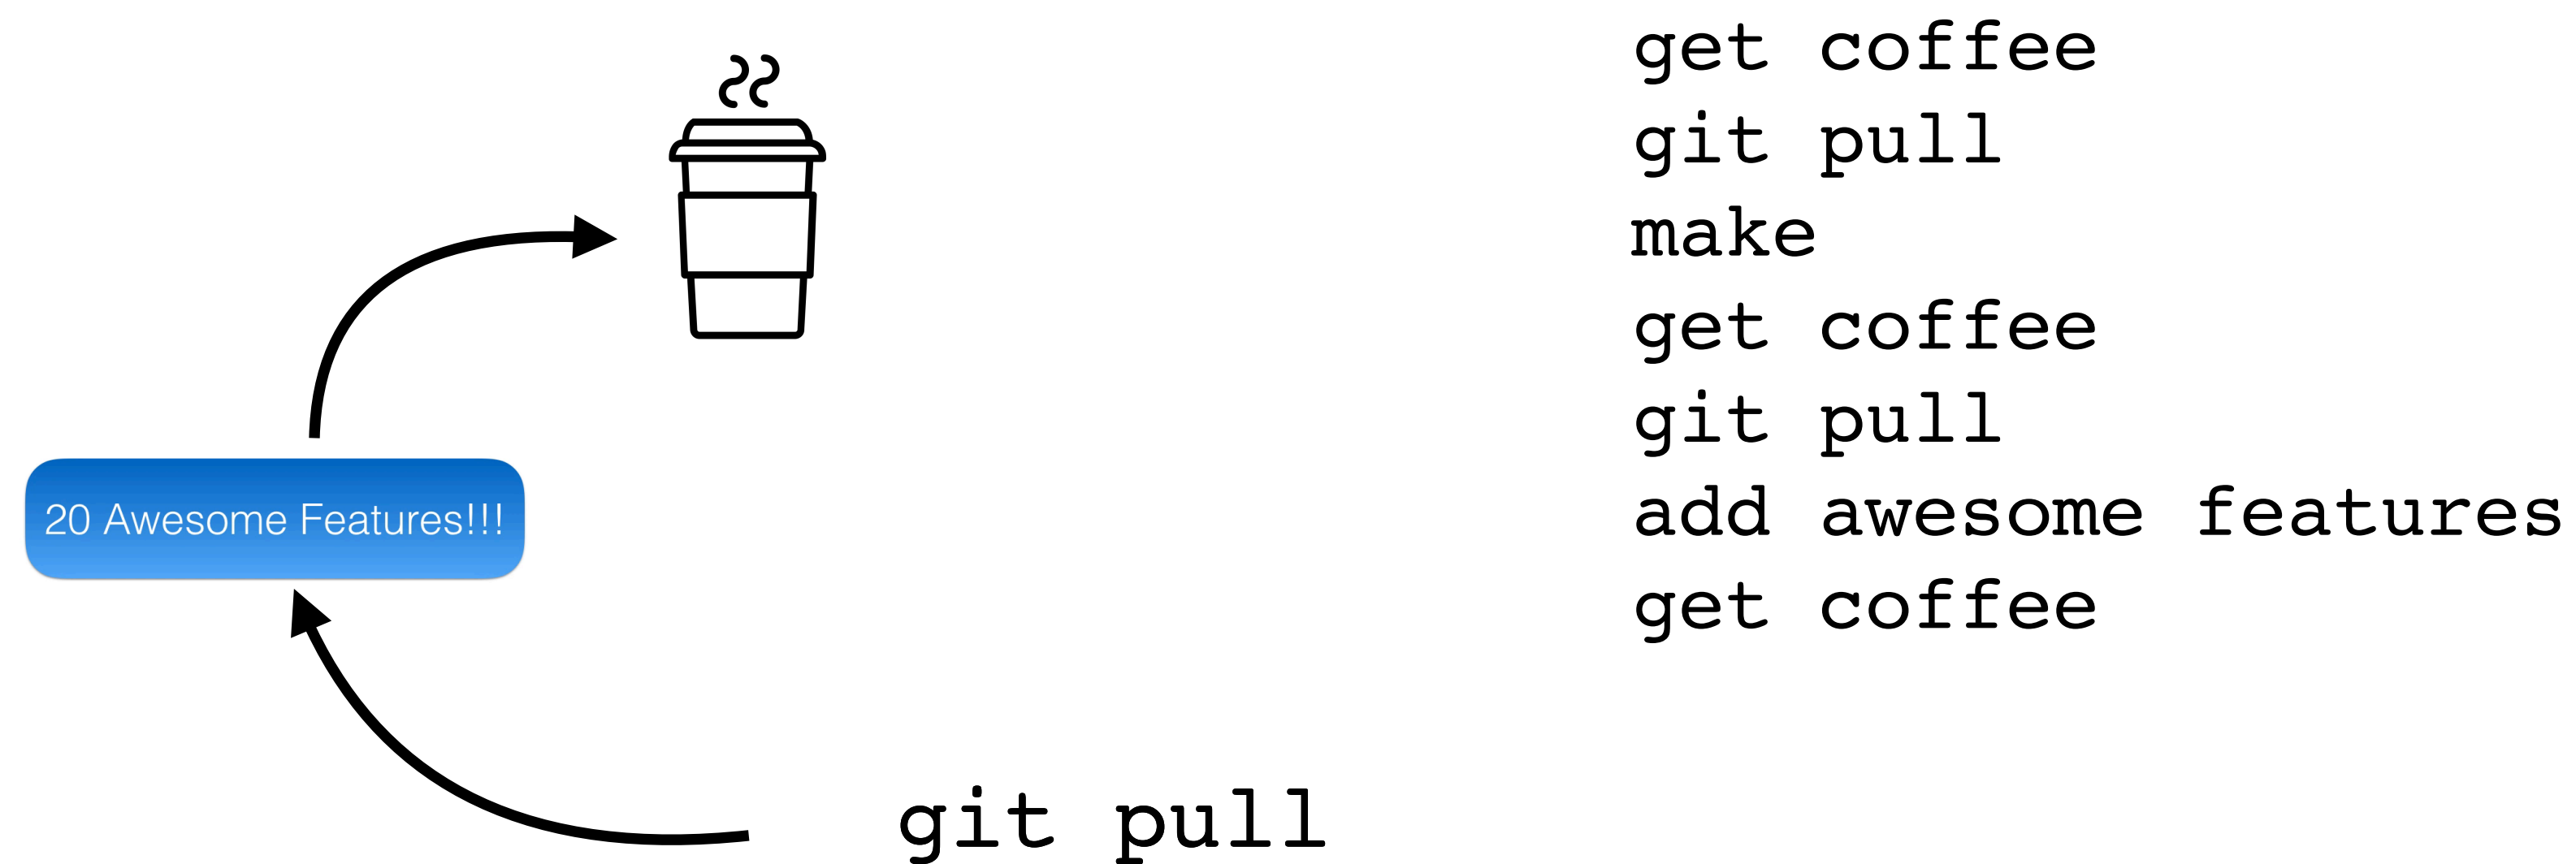 get coffee
git pull
make
get coffee
git pull
add awesome features
get coffee
20 Awesome Features!!!
git pull